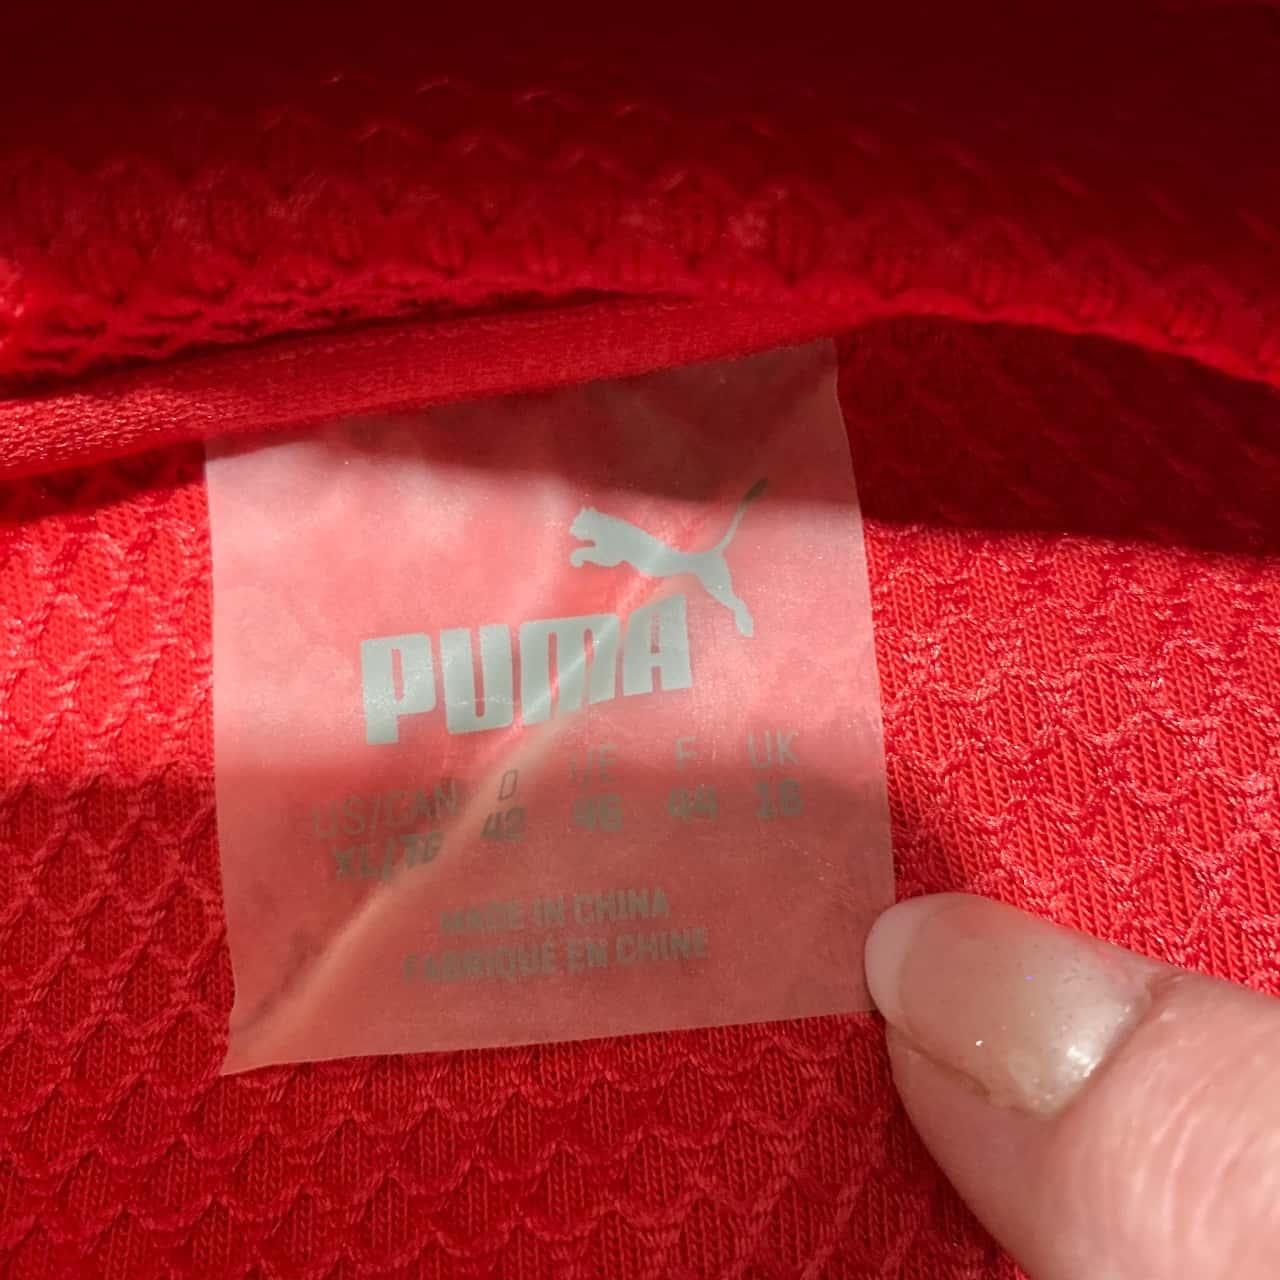 PUMA
US/CAN D I/E F UK
XL/TG 42 46 44 16
MADE IN CHINA
FABRIQUÉ EN CHINE